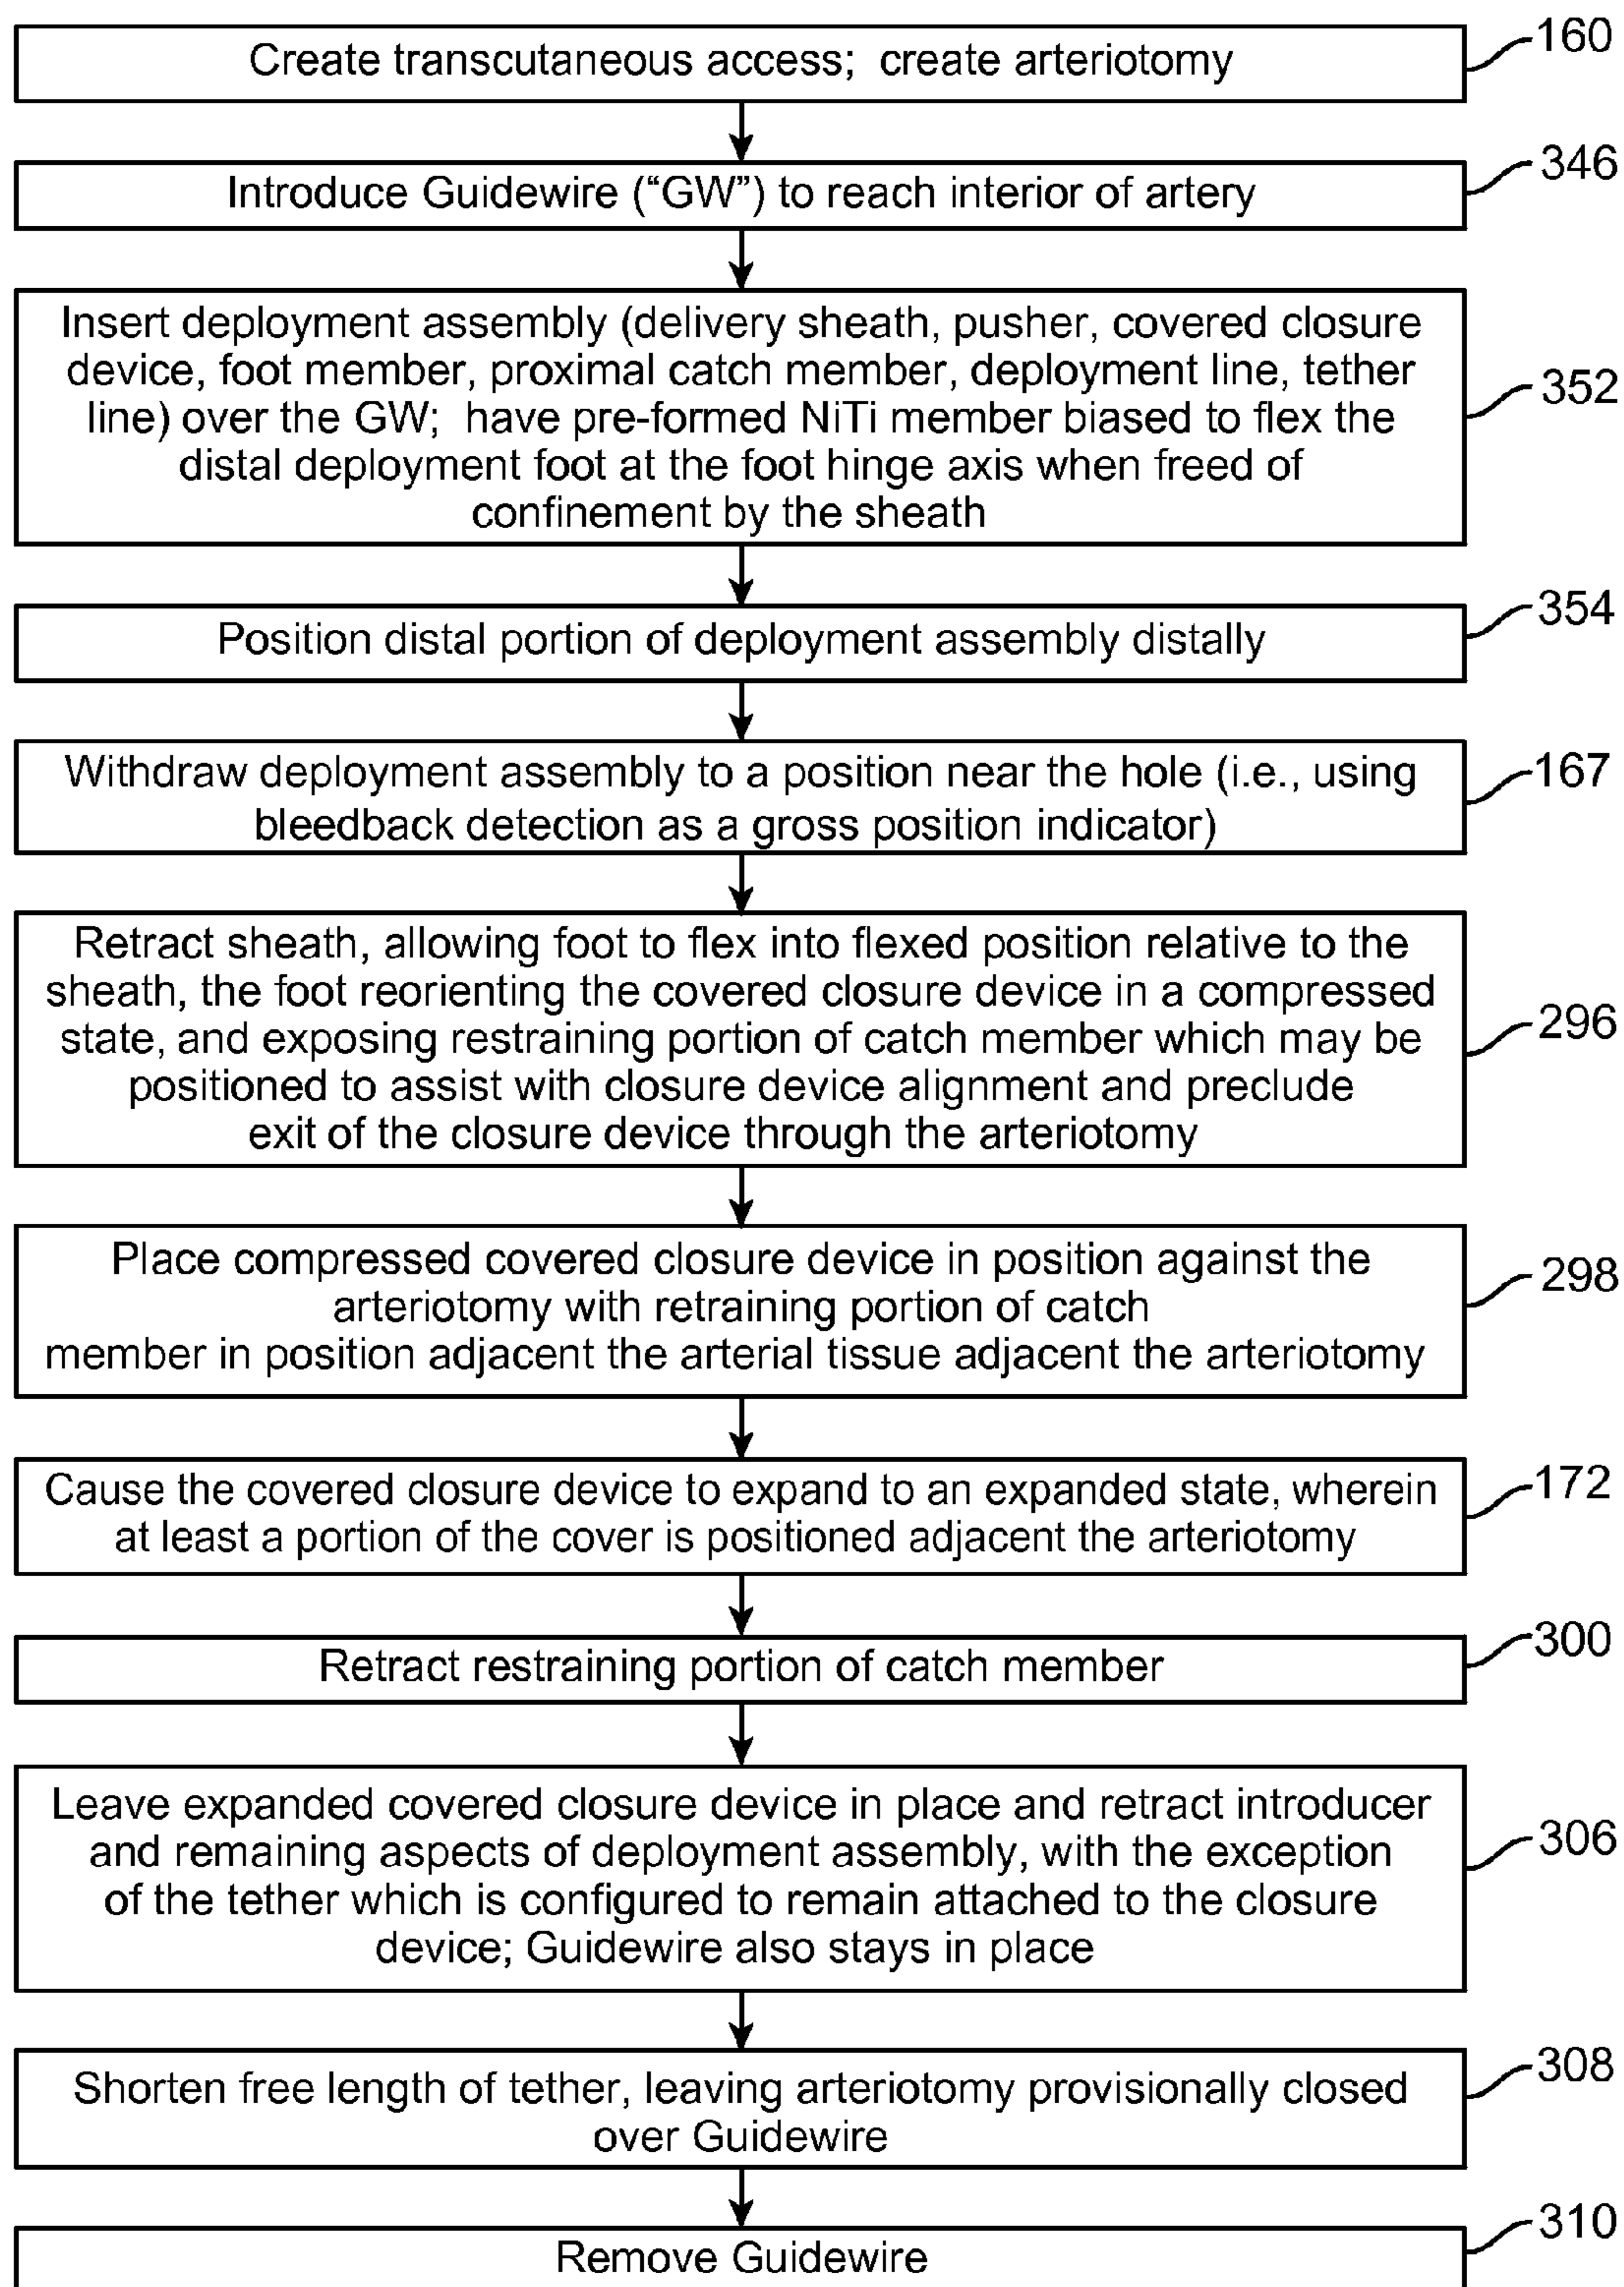 Create transcutaneous access; create arteriotomy
160
Introduce Guidewire (“GW”) to reach interior of artery
346
Insert deployment assembly (delivery sheath, pusher, covered closure
device, foot member, proximal catch member, deployment line, tether
line) over the GW; have pre-formed NiTi member biased to flex the
distal deployment foot at the foot hinge axis when freed of
confinement by the sheath
352
Position distal portion of deployment assembly distally
354
Withdraw deployment assembly to a position near the hole (i.e., using
bleedback detection as a gross position indicator)
167
Retract sheath, allowing foot to flex into flexed position relative to the
sheath, the foot reorienting the covered closure device in a compressed
state, and exposing restraining portion of catch member which may be
positioned to assist with closure device alignment and preclude
exit of the closure device through the arteriotomy
296
Place compressed covered closure device in position against the
arteriotomy with retraining portion of catch
member in position adjacent the arterial tissue adjacent the arteriotomy
298
Cause the covered closure device to expand to an expanded state, wherein
at least a portion of the cover is positioned adjacent the arteriotomy
172
Retract restraining portion of catch member
300
Leave expanded covered closure device in place and retract introducer
and remaining aspects of deployment assembly, with the exception
of the tether which is configured to remain attached to the closure
device; Guidewire also stays in place
306
Shorten free length of tether, leaving arteriotomy provisionally closed
over Guidewire
308
Remove Guidewire
310